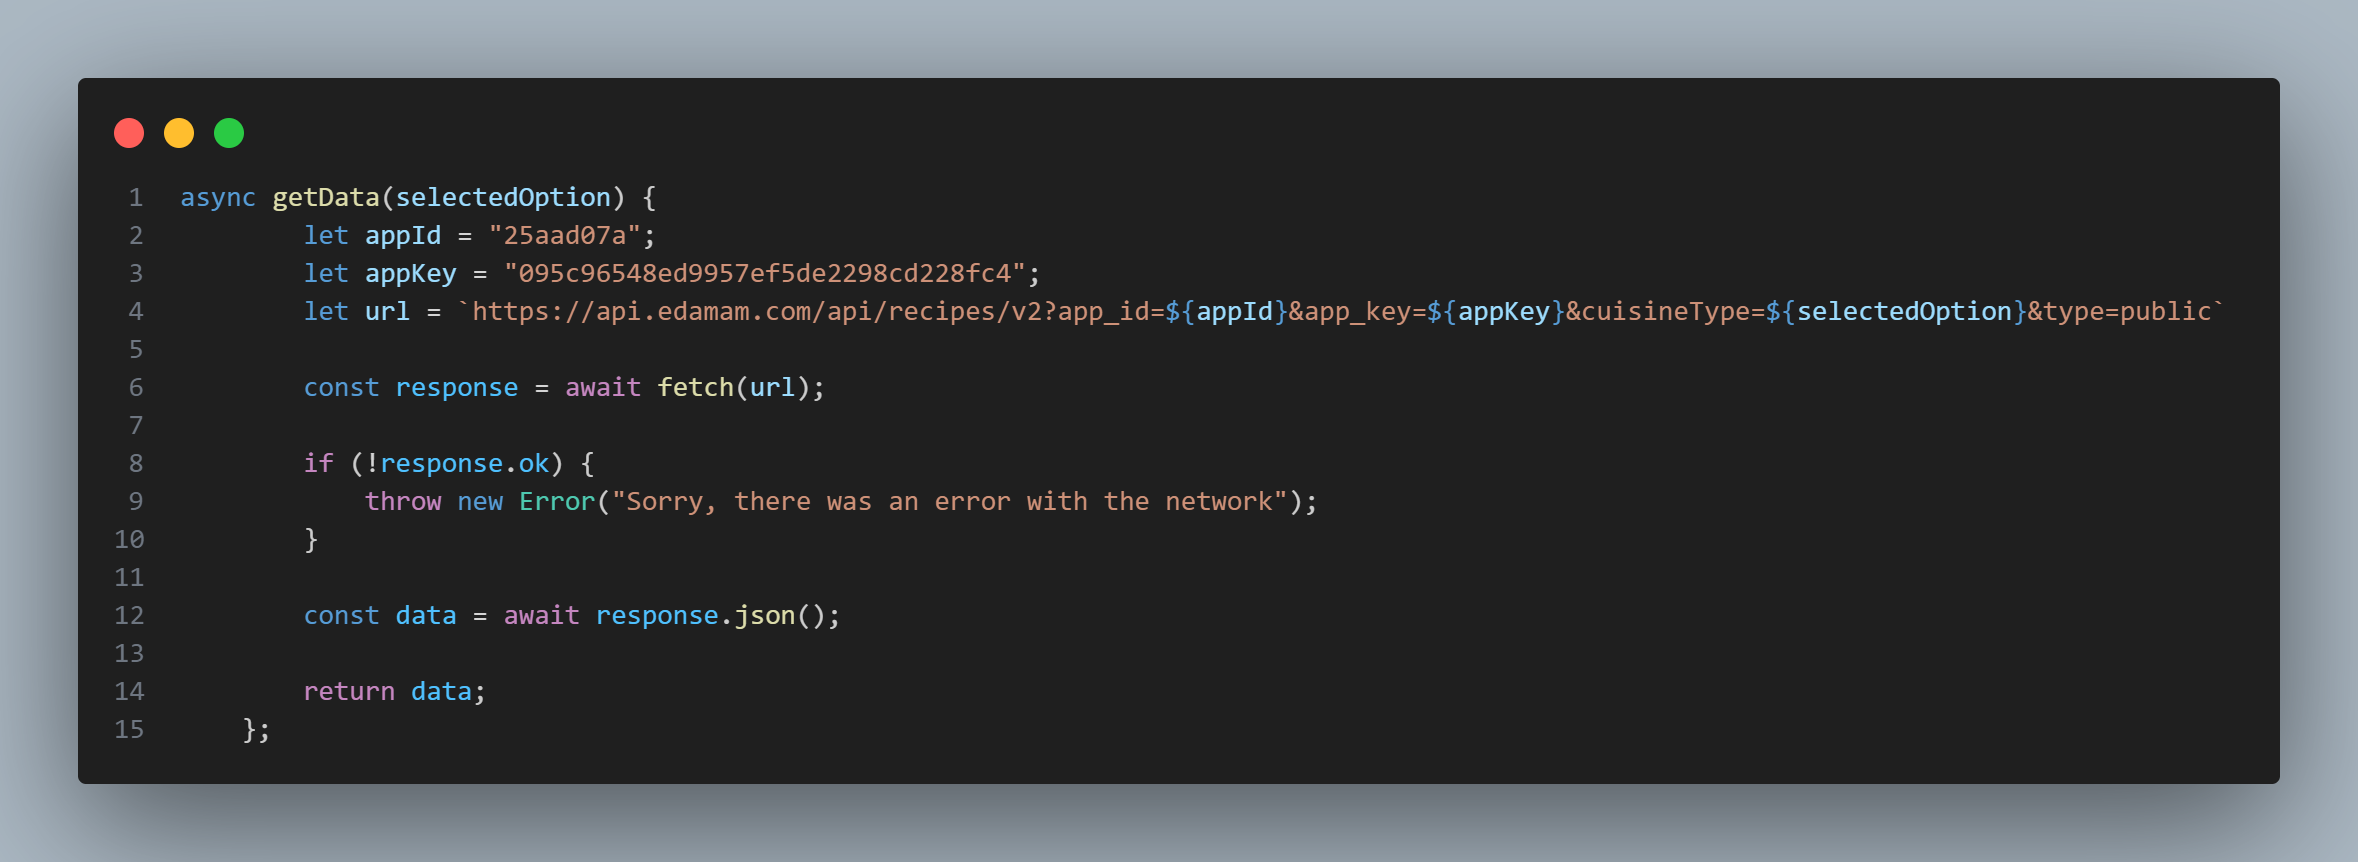 1 async getData(selectedOption) {
2 let appId = "25aad07a";
3 let appKey = "095c96548ed9957ef5de2298cd228fc4";
4 let url = `https://api.edamam.com/api/recipes/v2?app_id=${appId}&app_key=${appKey}&cuisineType=${selectedOption}&type=public`
5
6 const response = await fetch(url);
7
8 if (!response.ok) {
9 throw new Error("Sorry, there was an error with the network");
10 }
11
12 const data = await response.json();
13
14 return data;
15 };